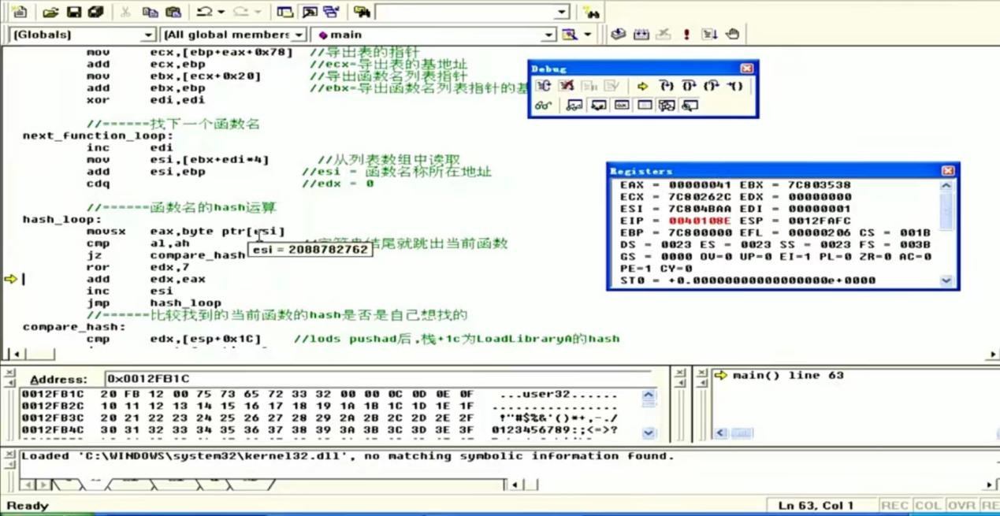 (Globals) (All global members main
mov ecx,[ebp+eax+0x78] //导出表的指针
add ecx,ebp //ecx=导出表的基地址
mov ebx,[ecx+0x20] //导出函数名列表指针
add ebx,ebp //ebx=导出函数名列表指针的基
xor edi,edi
//------找下一个函数名
next_function_loop:
inc edi
mov esi,[ebx+edi*4] //从列表数组中读取
add esi,ebp //esi = 函数名称所在地址
cdq //edx = 0
//------函数名的hash运算
hash_loop:
movsx eax,byte ptr[esi]
cmp al,ah 结尾就跳出当前函数
jz compare_hash
esi = 2088782762
ror edx,7
add edx,eax
inc esi
jmp hash_loop
//------比较找到的当前函数的hash是否是自己想找的
compare_hash:
cmp edx,[esp+0x1C] //lods pushad后,栈+1c为LoadLibraryA的hash
Debug
Registers
EAX = 00000041 EBX = 7C803538
ECX = 7C80262C EDX = 00000000
ESI = 7C804BAA EDI = 00000001
EIP = 0040108E ESP = 0012FAFC
EBP = 7C800000 EFL = 00000206 CS = 001B
DS = 0023 ES = 0023 SS = 0023 FS = 003B
GS = 0000 OV=0 UP=0 EI=1 PL=0 ZR=0 AC=0
PE=1 CY=0
ST0 = +0.00000000000000000e+0000
Address: 0x0012FB1C
0012FB1C 20 FB 12 00 75 73 65 72 33 32 00 00 0C 0D 0E 0F ...user32......
0012FB2C 10 11 12 13 14 15 16 17 18 19 1A 1B 1C 1D 1E 1F ................
0012FB3C 20 21 22 23 24 25 26 27 28 29 2A 2B 2C 2D 2E 2F !"#$%&'()*+,-./
0012FB4C 30 31 32 33 34 35 36 37 38 39 3A 3B 3C 3D 3E 3F 0123456789:;<=>?
main() line 63
Loaded 'C:\WINDOWS\system32\kernel32.dll', no matching symbolic information found.
Ready Ln 63, Col 1 REC COL OVR RE